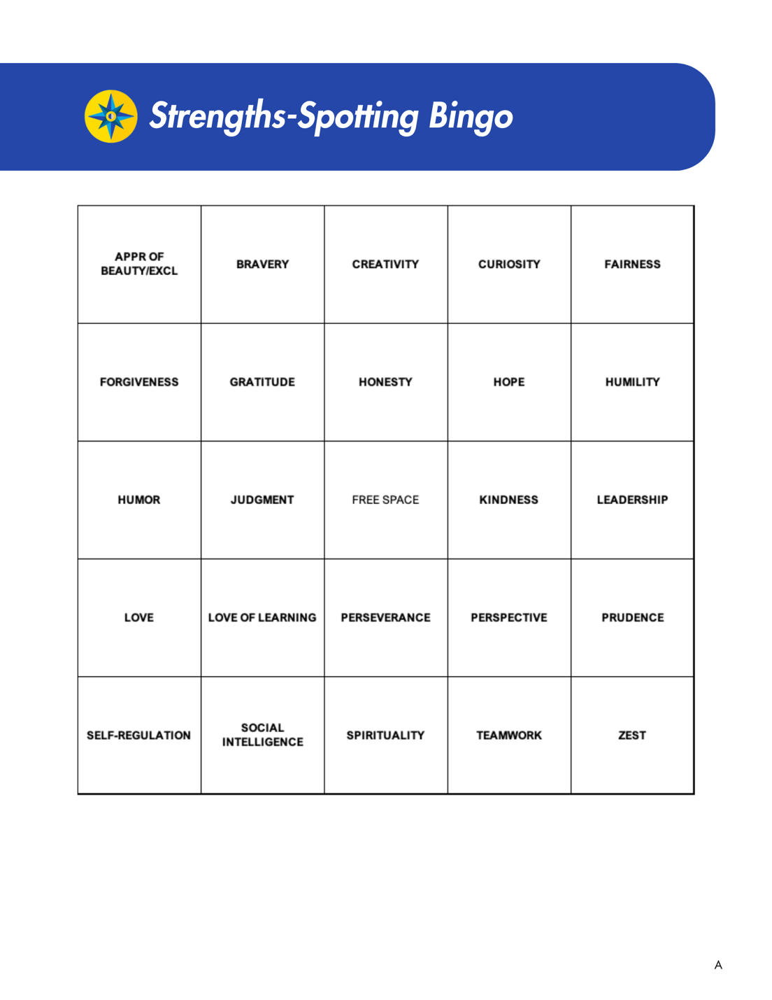 Strengths-Spotting Bingo
APPR OF
BEAUTY/EXCL
BRAVERY
CREATIVITY
CURIOSITY
FAIRNESS
FORGIVENESS
GRATITUDE
HONESTY
HOPE
HUMILITY
HUMOR
JUDGMENT
FREE SPACE
KINDNESS
LEADERSHIP
LOVE
LOVE OF LEARNING
PERSEVERANCE
PERSPECTIVE
PRUDENCE
SELF-REGULATION
SOCIAL
INTELLIGENCE
SPIRITUALITY
TEAMWORK
ZEST
A